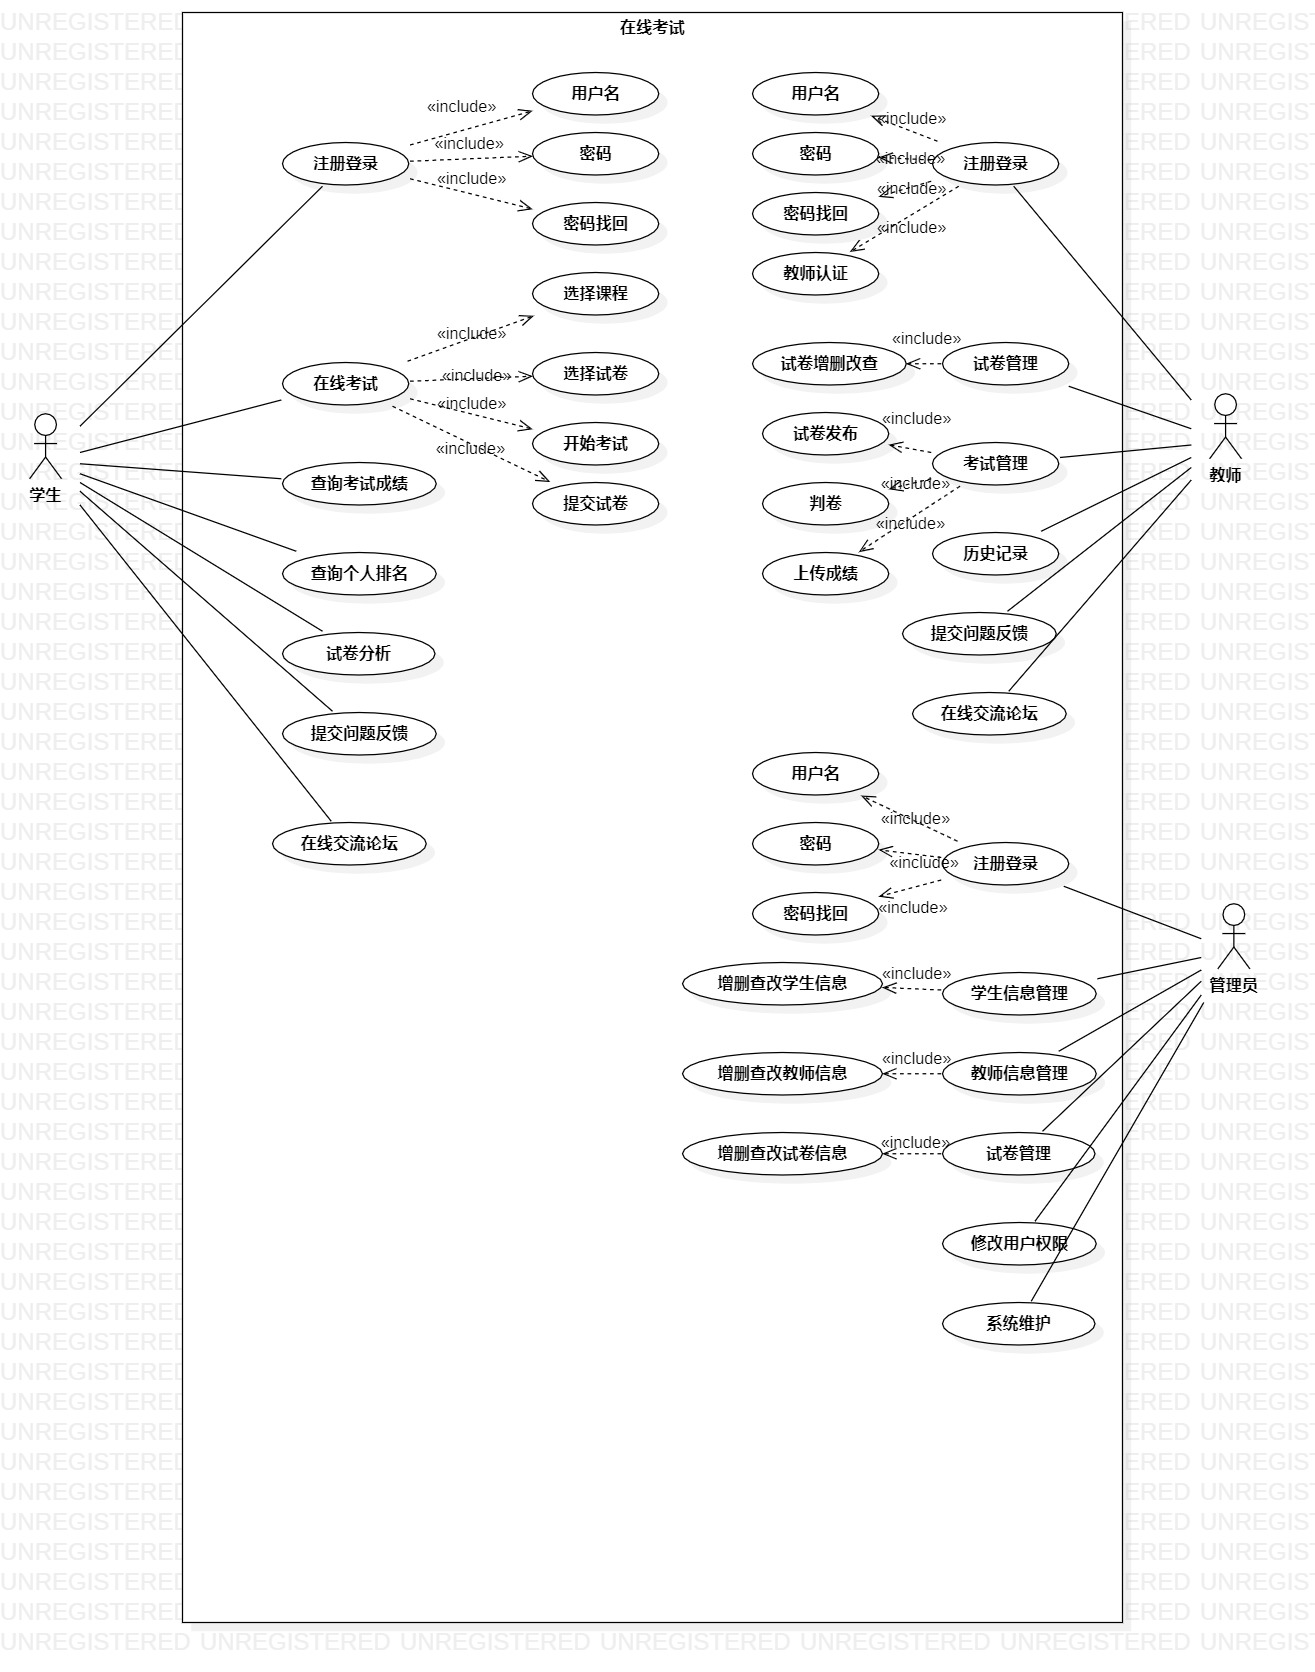 在线考试
用户名
«include»
密码
«include»
注册登录
«include»
密码找回
选择课程
«include»
在线考试
«include»
选择试卷
«include»
开始考试
«include»
提交试卷
学生
查询考试成绩
查询个人排名
试卷分析
提交问题反馈
在线交流论坛
用户名
«include»
密码
«include»
注册登录
«include»
密码找回
«include»
教师认证
«include»
试卷增删改查
试卷管理
«include»
试卷发布
考试管理
«include»
判卷
«include»
上传成绩
教师
历史记录
提交问题反馈
在线交流论坛
用户名
«include»
密码
«include»
注册登录
密码找回
«include»
增删查改学生信息
«include»
学生信息管理
管理员
«include»
增删查改教师信息
教师信息管理
«include»
增删查改试卷信息
试卷管理
修改用户权限
系统维护
UNREGISTERED UNREGISTERED UNREGISTERED UNREGISTERED UNREGISTERED UNREGISTERED UNREGIST